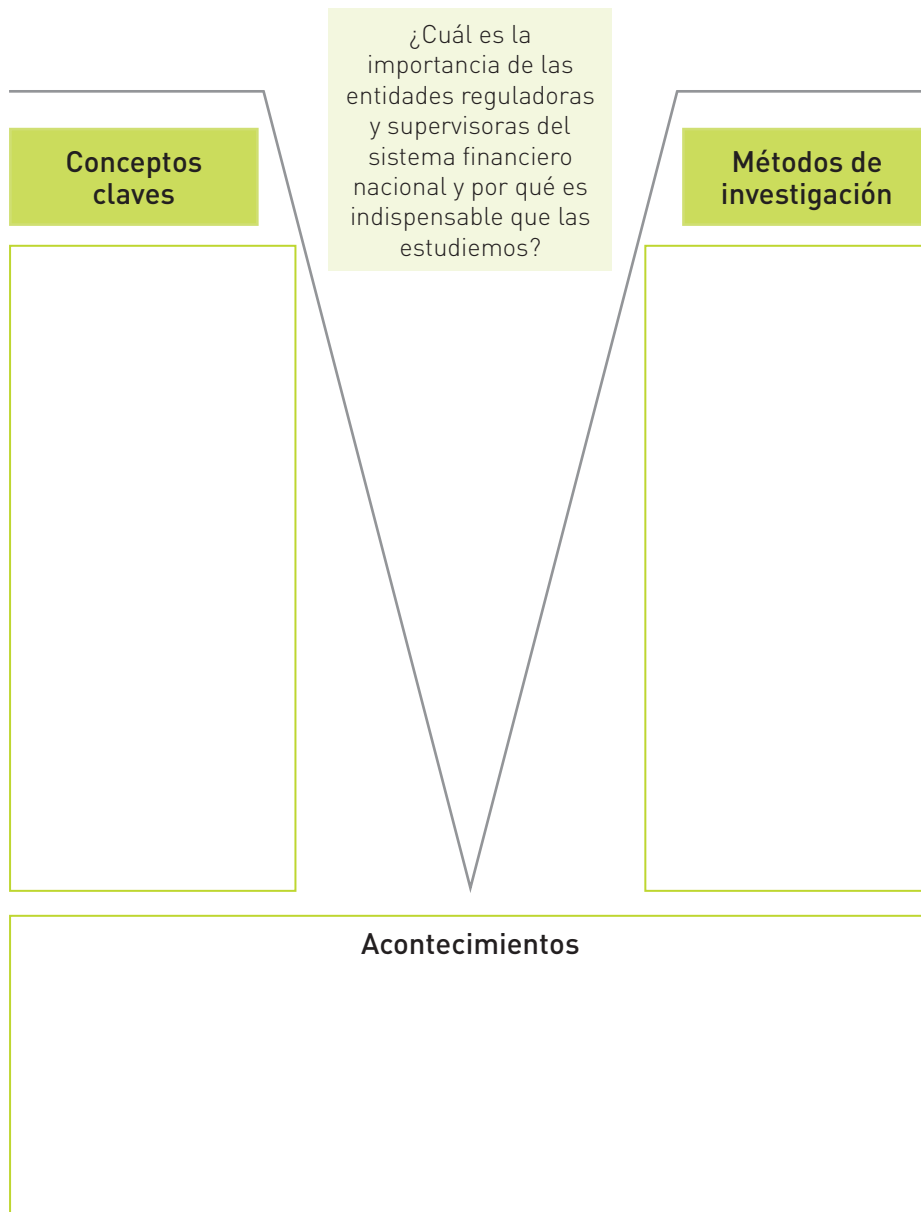 ¿Cuál es la
importancia de las
entidades reguladoras
y supervisoras del
sistema financiero
nacional y por qué es
indispensable que las
estudiemos?
Conceptos
claves
Métodos de
investigación
Acontecimientos